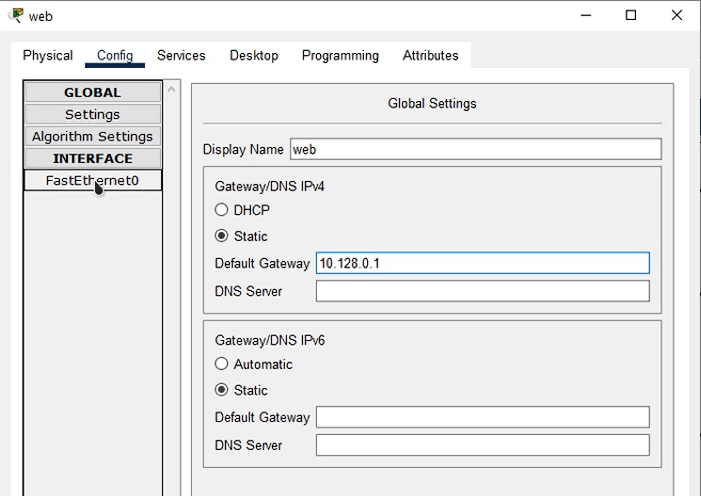 web
Physical Config Services Desktop Programming Attributes
GLOBAL
Settings
Algorithm Settings
INTERFACE
FastEthernet0
Global Settings
Display Name web
Gateway/DNS IPv4
DHCP
Static
Default Gateway 10.128.0.1
DNS Server
Gateway/DNS IPv6
Automatic
Static
Default Gateway
DNS Server